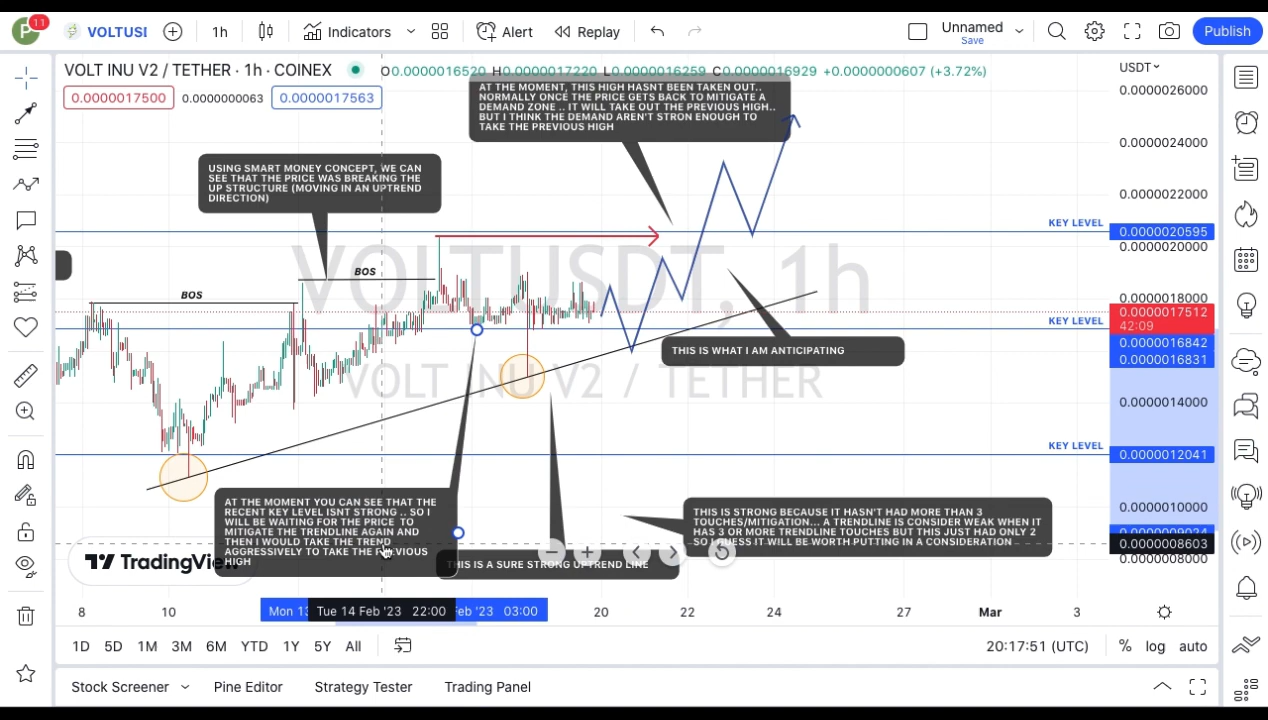 P
11
VOLTUSI
1h
Indicators
Alert
Replay
Unnamed
Save
Publish
VOLT INU V2 / TETHER · 1h · COINEX
O0.0000016520 H0.0000017220 L0.0000016259 C0.0000016929 +0.0000000607 (+3.72%)
USDT
0.0000017500
0.0000000063
0.0000017563
AT THE MOMENT, THIS HIGH HASNT BEEN TAKEN OUT..
NORMALLY ONCE THE PRICE GETS BACK TO MITIGATE A
DEMAND ZONE .. IT WILL TAKE OUT THE PREVIOUS HIGH..
BUT I THINK THE DEMAND AREN'T STRON ENOUGH TO
TAKE THE PREVIOUS HIGH
USING SMART MONEY CONCEPT, WE CAN
SEE THAT THE PRICE WAS BREAKING THE
UP STRUCTURE (MOVING IN AN UPTREND
DIRECTION)
BOS
BOS
VOLTUSDT, 1h
VOLT INU V2 / TETHER
KEY LEVEL
KEY LEVEL
KEY LEVEL
THIS IS WHAT I AM ANTICIPATING
0.0000026000
0.0000024000
0.0000022000
0.0000020595
0.0000020000
0.0000018000
0.0000017512
42:09
0.0000016842
0.0000016831
0.0000014000
0.0000012041
0.0000010000
0.0000008603
0.0000008000
AT THE MOMENT YOU CAN SEE THAT THE
RECENT KEY LEVEL ISNT STRONG .. SO I
WILL BE WAITING FOR THE PRICE TO
MITIGATE THE TRENDLINE AGAIN AND
THEN I WOULD TAKE THE TREND
AGGRESSIVELY TO TAKE THE PREVIOUS
HIGH
THIS IS STRONG BECAUSE IT HASN'T HAD MORE THAN 3
TOUCHES/MITIGATION... A TRENDLINE IS CONSIDER WEAK WHEN IT
HAS 3 OR MORE TRENDLINE TOUCHES BUT THIS JUST HAD ONLY 2
SO I GUESS IT WILL BE WORTH PUTTING IN A CONSIDERATION
THIS IS A SURE STRONG UPTREND LINE
TradingView
8
10
Mon 13
Tue 14 Feb '23 22:00
Feb '23 03:00
20
22
24
27
Mar
3
1D 5D 1M 3M 6M YTD 1Y 5Y All
20:17:51 (UTC)
% log auto
Stock Screener
Pine Editor
Strategy Tester
Trading Panel